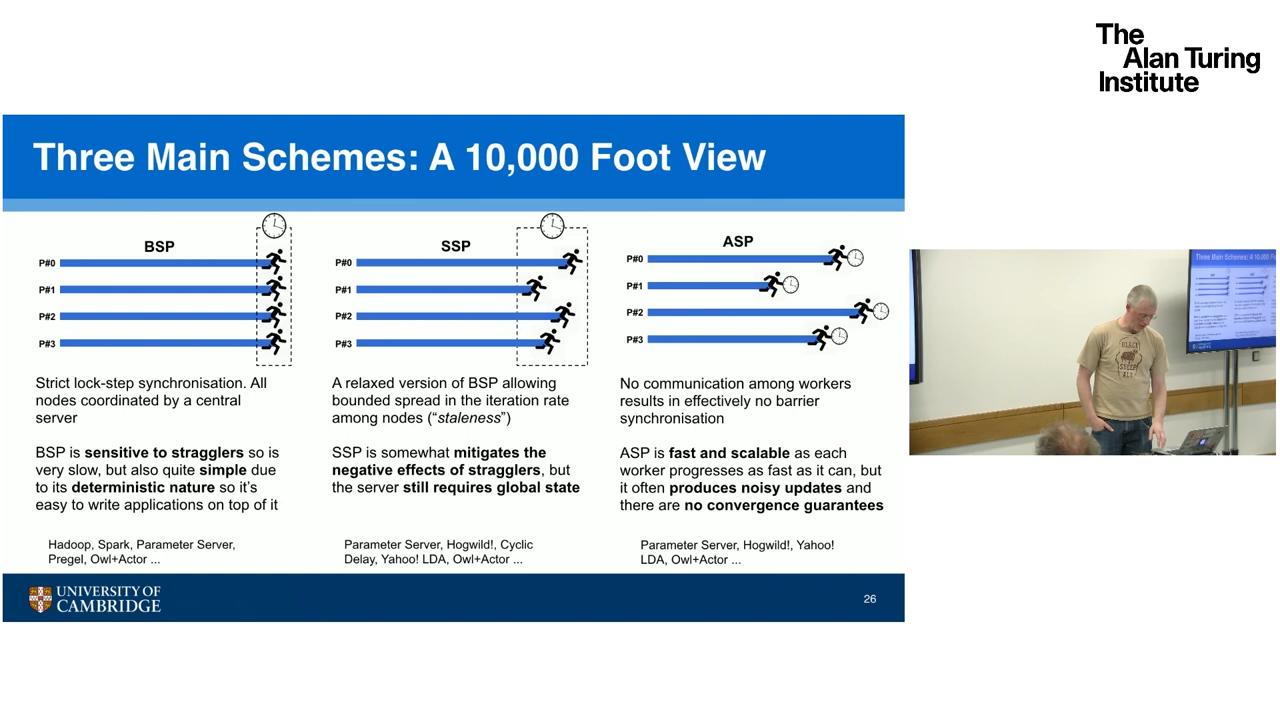 The
Alan Turing
Institute
Three Main Schemes: A 10,000 Foot View
BSP
P#0
P#1
P#2
P#3
Strict lock-step synchronisation. All
nodes coordinated by a central
server
BSP is sensitive to stragglers so is
very slow, but also quite simple due
to its deterministic nature so it's
easy to write applications on top of it
Hadoop, Spark, Parameter Server,
Pregel, Owl+Actor ...
SSP
P#0
P#1
P#2
P#3
A relaxed version of BSP allowing
bounded spread in the iteration rate
among nodes ("staleness")
SSP is somewhat mitigates the
negative effects of stragglers, but
the server still requires global state
Parameter Server, Hogwild!, Cyclic
Delay, Yahoo! LDA, Owl+Actor ...
ASP
P#0
P#1
P#2
P#3
No communication among workers
results in effectively no barrier
synchronisation
ASP is fast and scalable as each
worker progresses as fast as it can, but
it often produces noisy updates and
there are no convergence guarantees
Parameter Server, Hogwild!, Yahoo!
LDA, Owl+Actor ...
UNIVERSITY OF
CAMBRIDGE
26
Three Main Schemes: A 10,000 F
BLACK
SHEEP
ALE